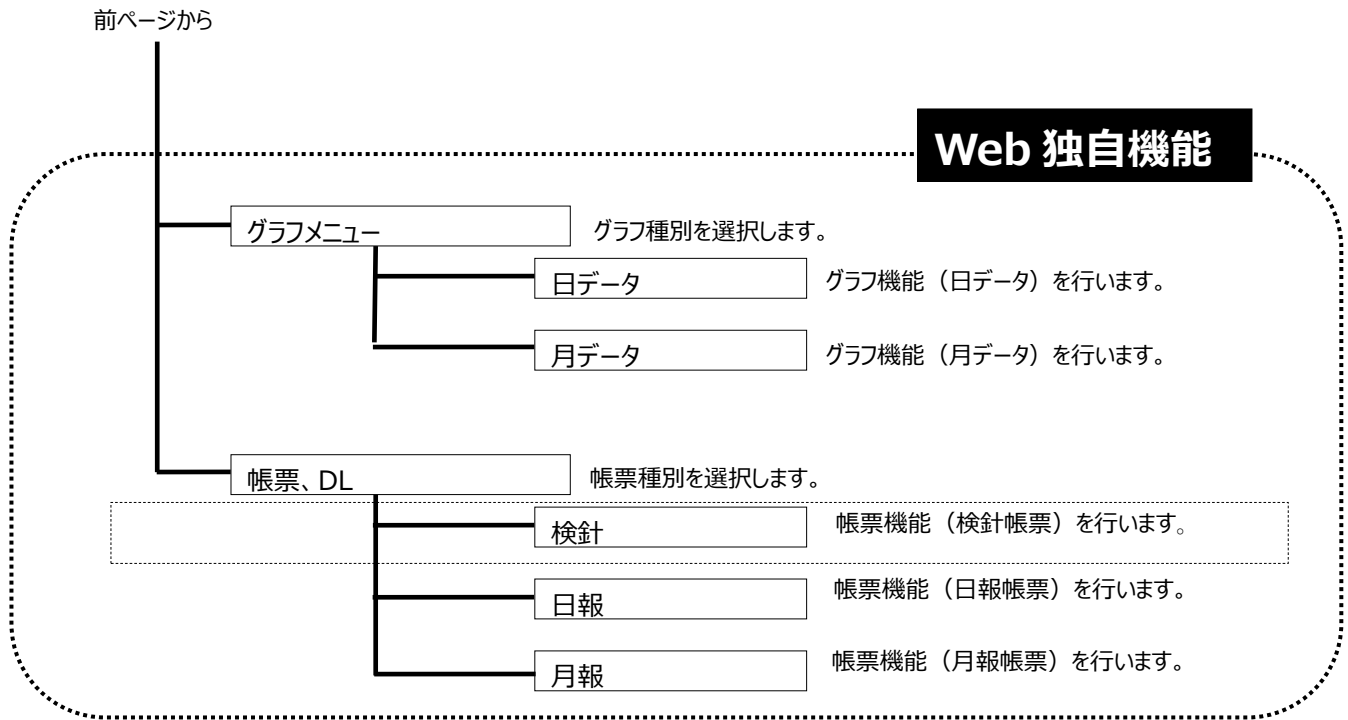 前ページから
Web 独自機能
グラフメニュー
グラフ種別を選択します。
日データ
グラフ機能（日データ）を行います。
月データ
グラフ機能（月データ）を行います。
帳票、DL
帳票種別を選択します。
検針
帳票機能（検針帳票）を行います。
日報
帳票機能（日報帳票）を行います。
月報
帳票機能（月報帳票）を行います。